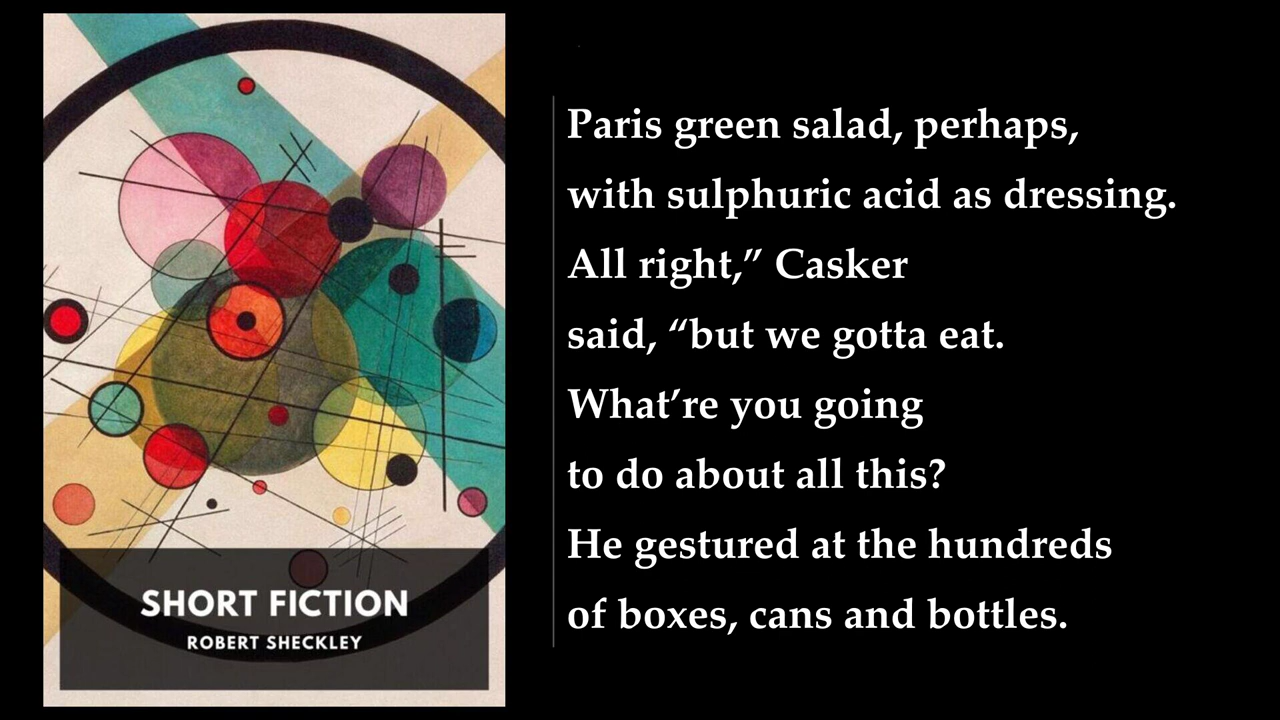 SHORT FICTION
ROBERT SHECKLEY
Paris green salad, perhaps,
with sulphuric acid as dressing.
All right,” Casker
said, “but we gotta eat.
What’re you going
to do about all this?
He gestured at the hundreds
of boxes, cans and bottles.